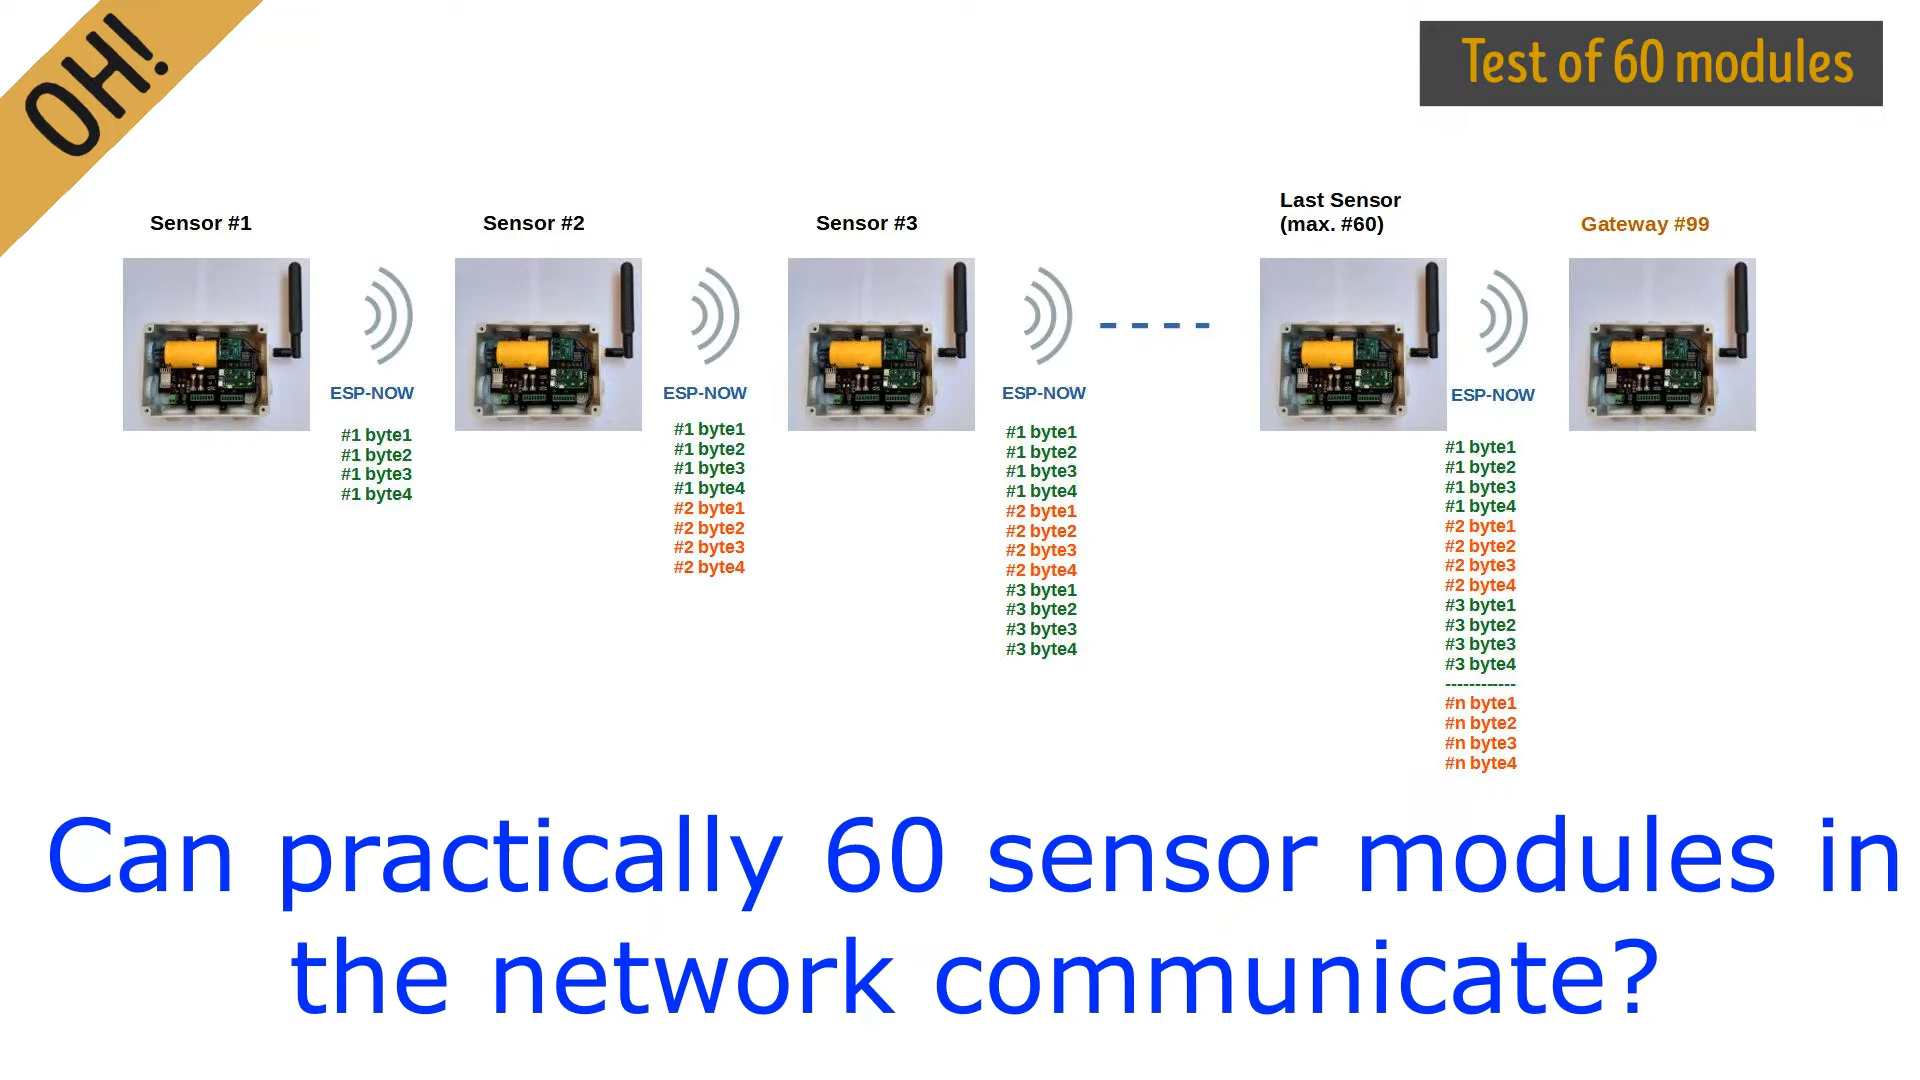 OH!
Test of 60 modules
Sensor #1
Sensor #2
Sensor #3
Last Sensor
(max. #60)
Gateway #99
ESP-NOW
#1 byte1
#1 byte2
#1 byte3
#1 byte4
ESP-NOW
#1 byte1
#1 byte2
#1 byte3
#1 byte4
#2 byte1
#2 byte2
#2 byte3
#2 byte4
ESP-NOW
#1 byte1
#1 byte2
#1 byte3
#1 byte4
#2 byte1
#2 byte2
#2 byte3
#2 byte4
#3 byte1
#3 byte2
#3 byte3
#3 byte4
ESP-NOW
#1 byte1
#1 byte2
#1 byte3
#1 byte4
#2 byte1
#2 byte2
#2 byte3
#2 byte4
#3 byte1
#3 byte2
#3 byte3
#3 byte4
------------
#n byte1
#n byte2
#n byte3
#n byte4
Can practically 60 sensor modules in
the network communicate?